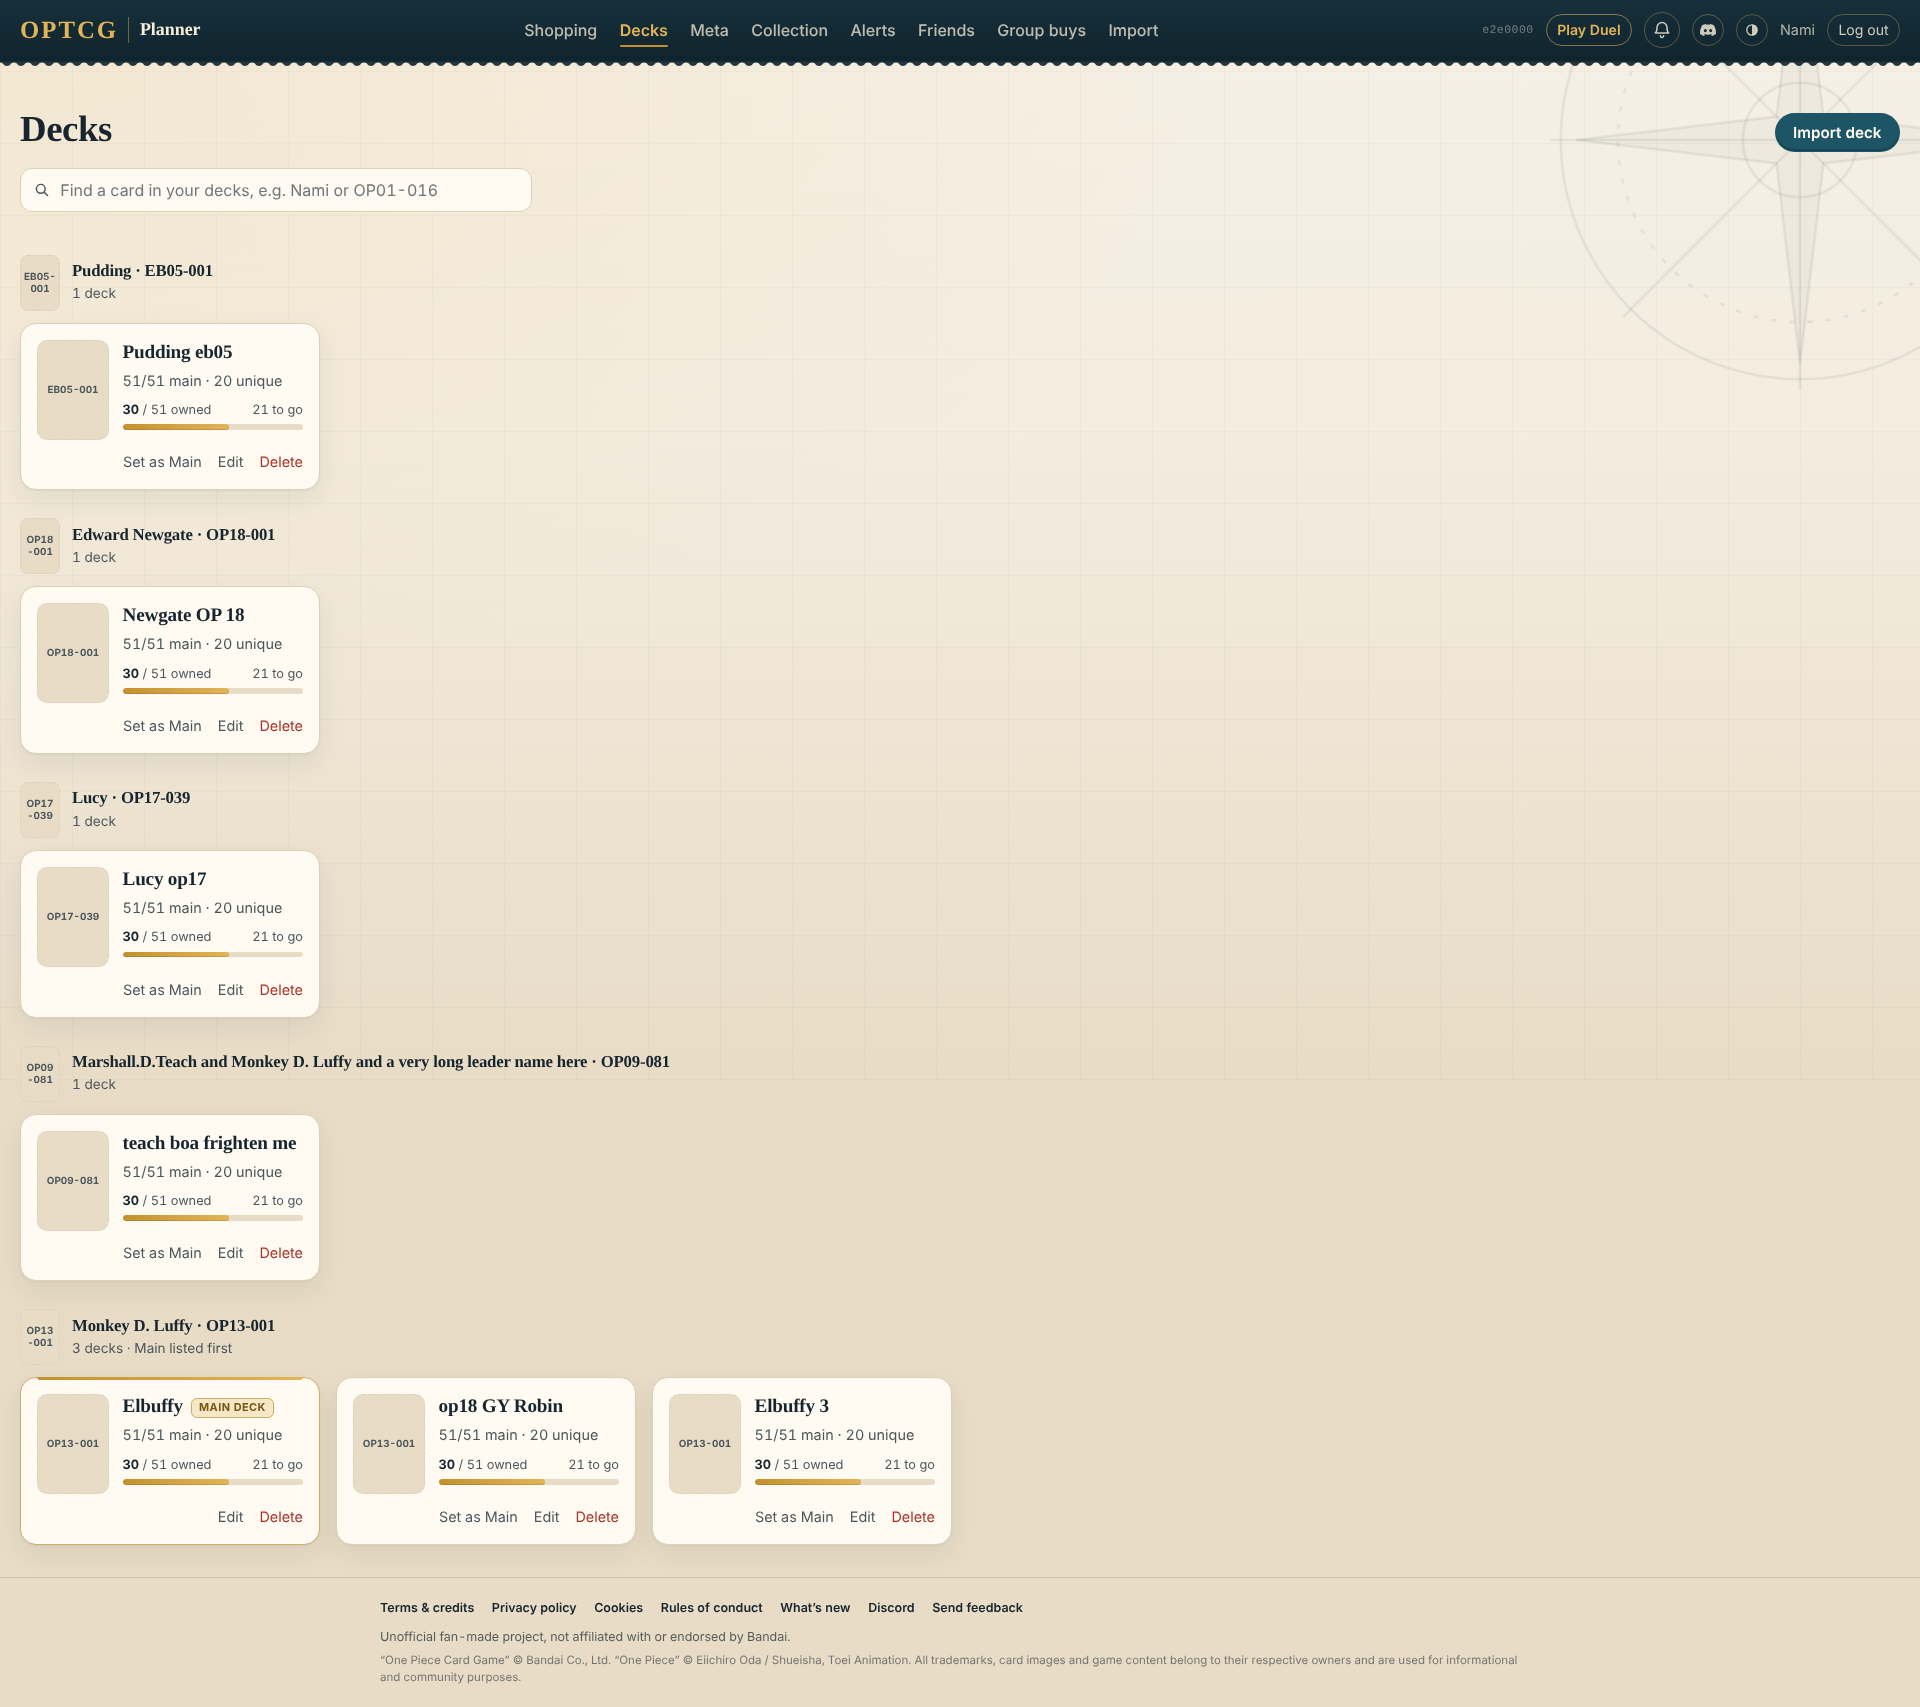 OPTCG Planner
Shopping Decks Meta Collection Alerts Friends Group buys Import
e2e0000 Play Duel Nami Log out
Decks
Import deck
Find a card in your decks, e.g. Nami or OP01-016
EB05-
001
Pudding · EB05-001
1 deck
EB05-001
Pudding eb05
51/51 main · 20 unique
30 / 51 owned 21 to go
Set as Main Edit Delete
OP18
-001
Edward Newgate · OP18-001
1 deck
OP18-001
Newgate OP 18
51/51 main · 20 unique
30 / 51 owned 21 to go
Set as Main Edit Delete
OP17
-039
Lucy · OP17-039
1 deck
OP17-039
Lucy op17
51/51 main · 20 unique
30 / 51 owned 21 to go
Set as Main Edit Delete
OP09
-081
Marshall.D.Teach and Monkey D. Luffy and a very long leader name here · OP09-081
1 deck
OP09-081
teach boa frighten me
51/51 main · 20 unique
30 / 51 owned 21 to go
Set as Main Edit Delete
OP13
-001
Monkey D. Luffy · OP13-001
3 decks · Main listed first
OP13-001
Elbuffy MAIN DECK
51/51 main · 20 unique
30 / 51 owned 21 to go
Edit Delete
OP13-001
op18 GY Robin
51/51 main · 20 unique
30 / 51 owned 21 to go
Set as Main Edit Delete
OP13-001
Elbuffy 3
51/51 main · 20 unique
30 / 51 owned 21 to go
Set as Main Edit Delete
Terms & credits Privacy policy Cookies Rules of conduct What’s new Discord Send feedback
Unofficial fan-made project, not affiliated with or endorsed by Bandai.
“One Piece Card Game” © Bandai Co., Ltd. “One Piece” © Eiichiro Oda / Shueisha, Toei Animation. All trademarks, card images and game content belong to their respective owners and are used for informational
and community purposes.